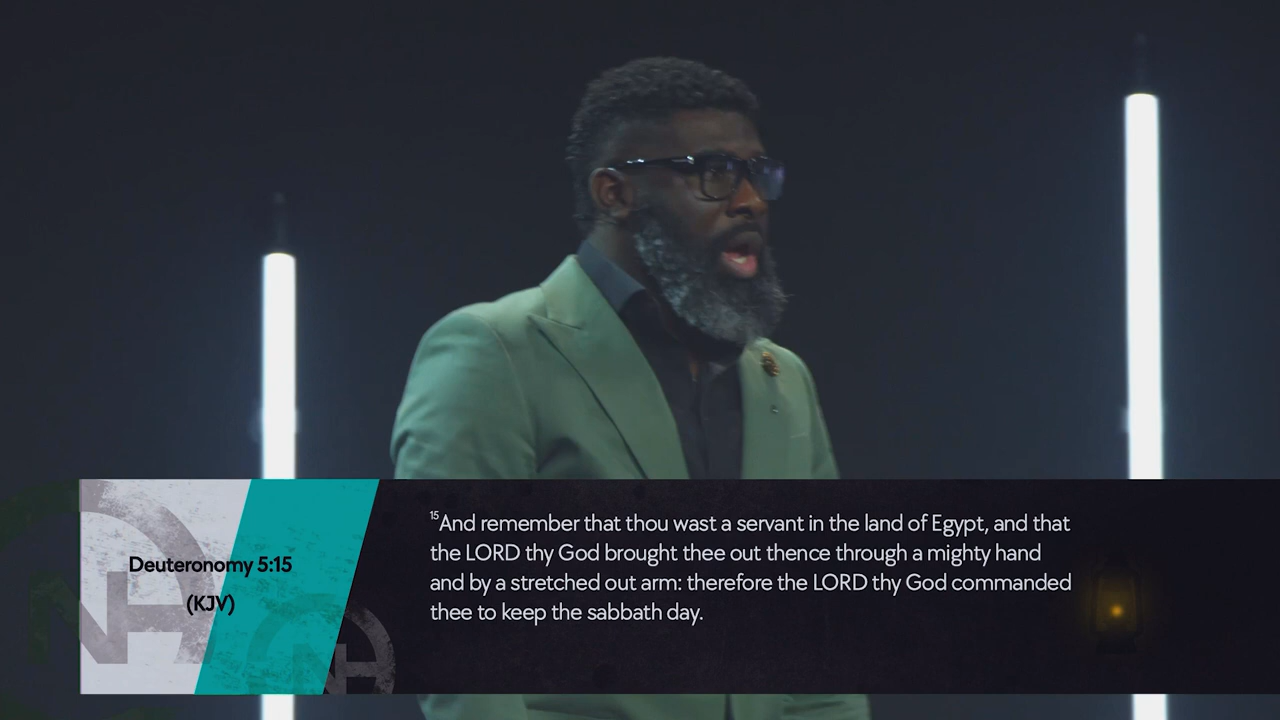 Deuteronomy 5:15
(KJV)
15And remember that thou wast a servant in the land of Egypt, and that
the LORD thy God brought thee out thence through a mighty hand
and by a stretched out arm: therefore the LORD thy God commanded
thee to keep the sabbath day.
NH
NH